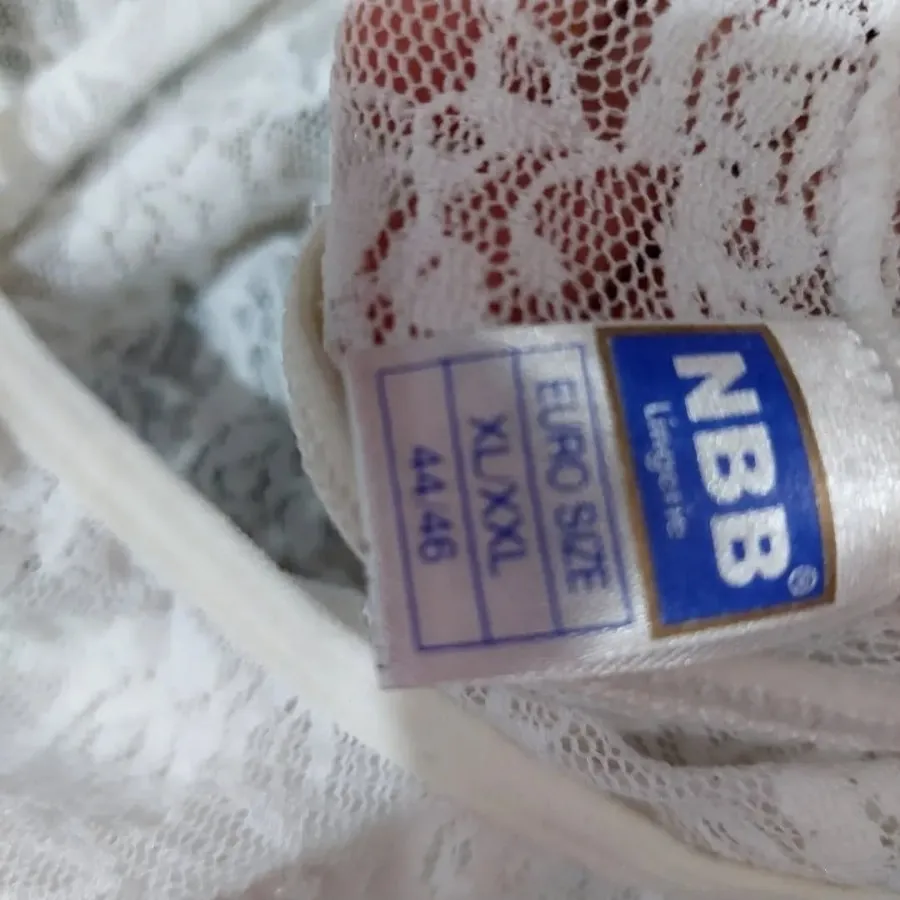 NBB®
Lingerie
EURO SIZE
XL/XXL
44-46